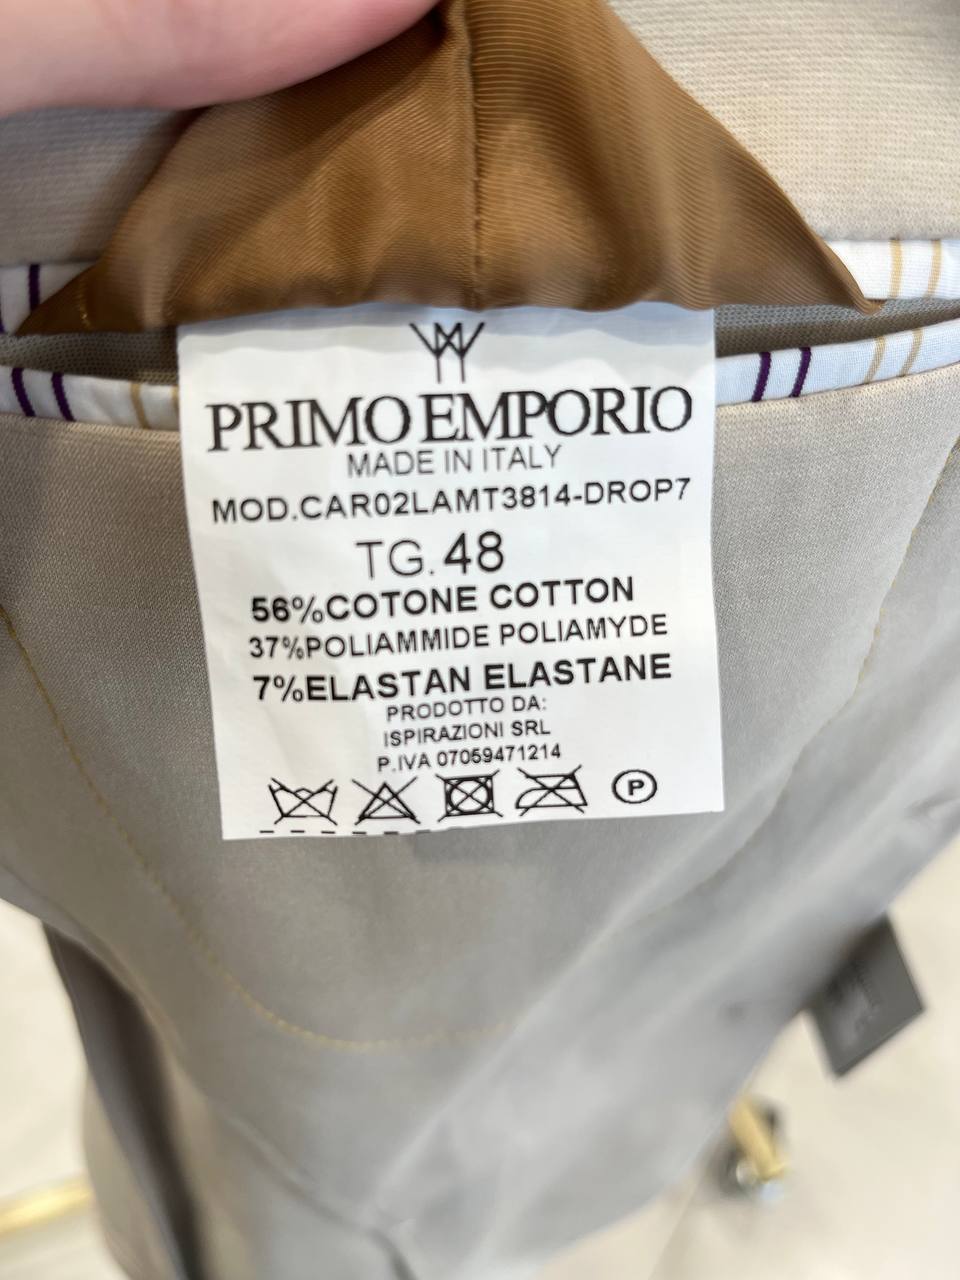 PRIMO EMPORIO
MADE IN ITALY
MOD.CAR02LAMT3814-DROP7
TG. 48
56%COTONE COTTON
37%POLIAMMIDE POLIAMYDE
7%ELASTAN ELASTANE
PRODOTTO DA:
ISPIRAZIONI SRL
P.IVA 07059471214
P